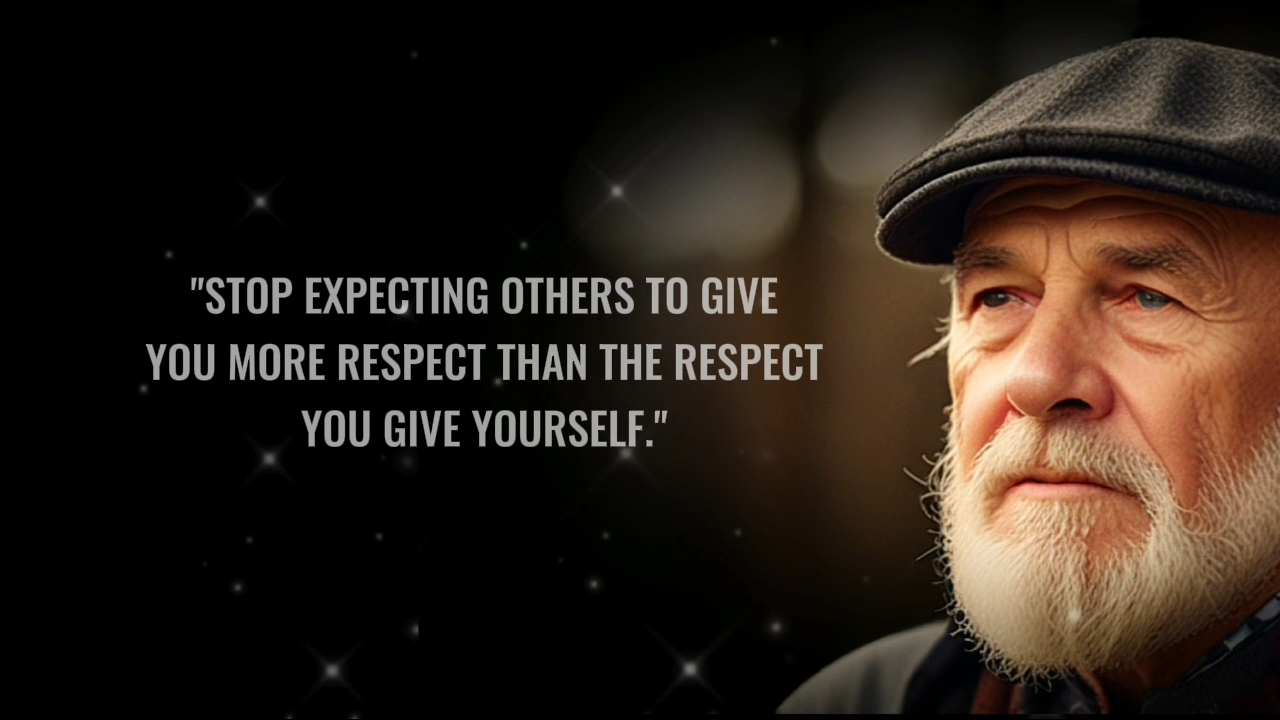 "STOP EXPECTING OTHERS TO GIVE
YOU MORE RESPECT THAN THE RESPECT
YOU GIVE YOURSELF."